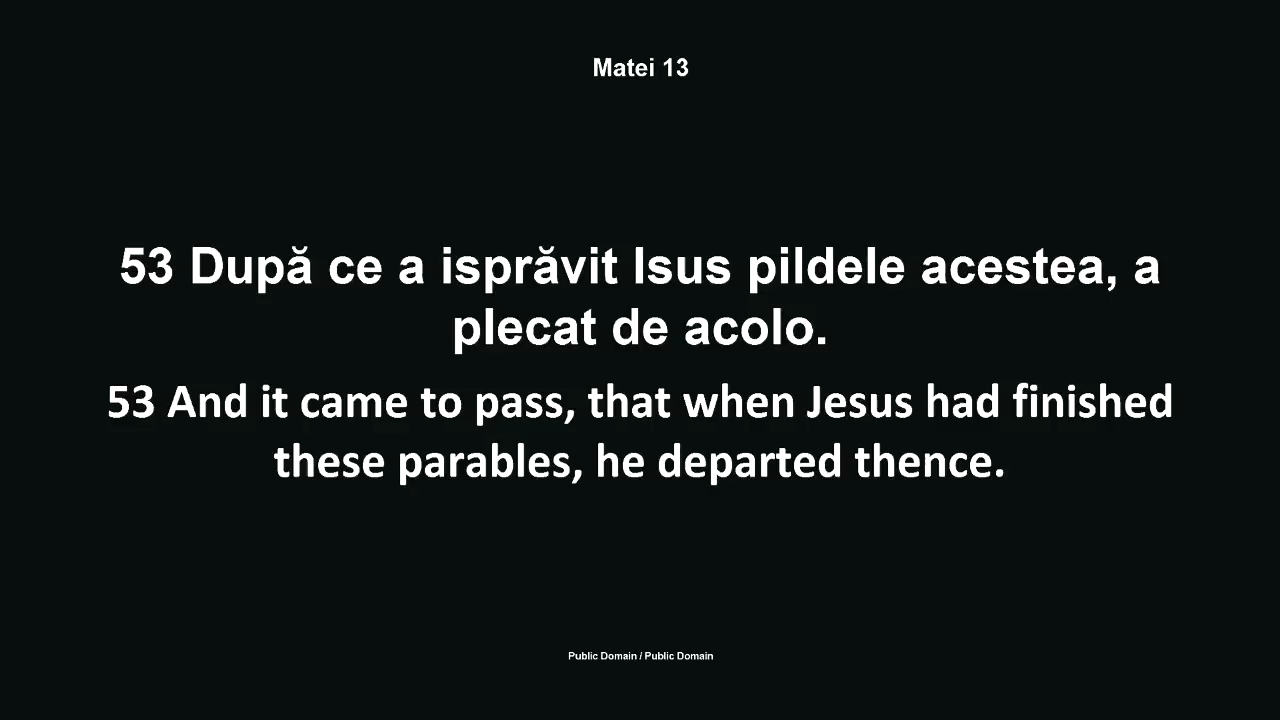 Matei 13
53 După ce a isprăvit Isus pildele acestea, a
plecat de acolo.
53 And it came to pass, that when Jesus had finished
these parables, he departed thence.
Public Domain / Public Domain